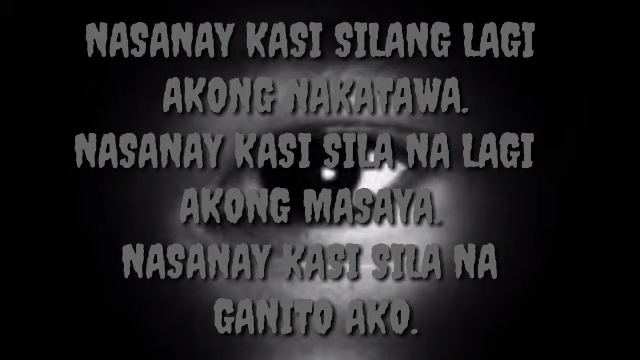 NASANAY KASI SILANG LAGI
AKONG NAKATAWA.
NASANAY KASI SILA NA LAGI
AKONG MASAYA.
NASANAY KASI SILA NA
GANITO AKO.